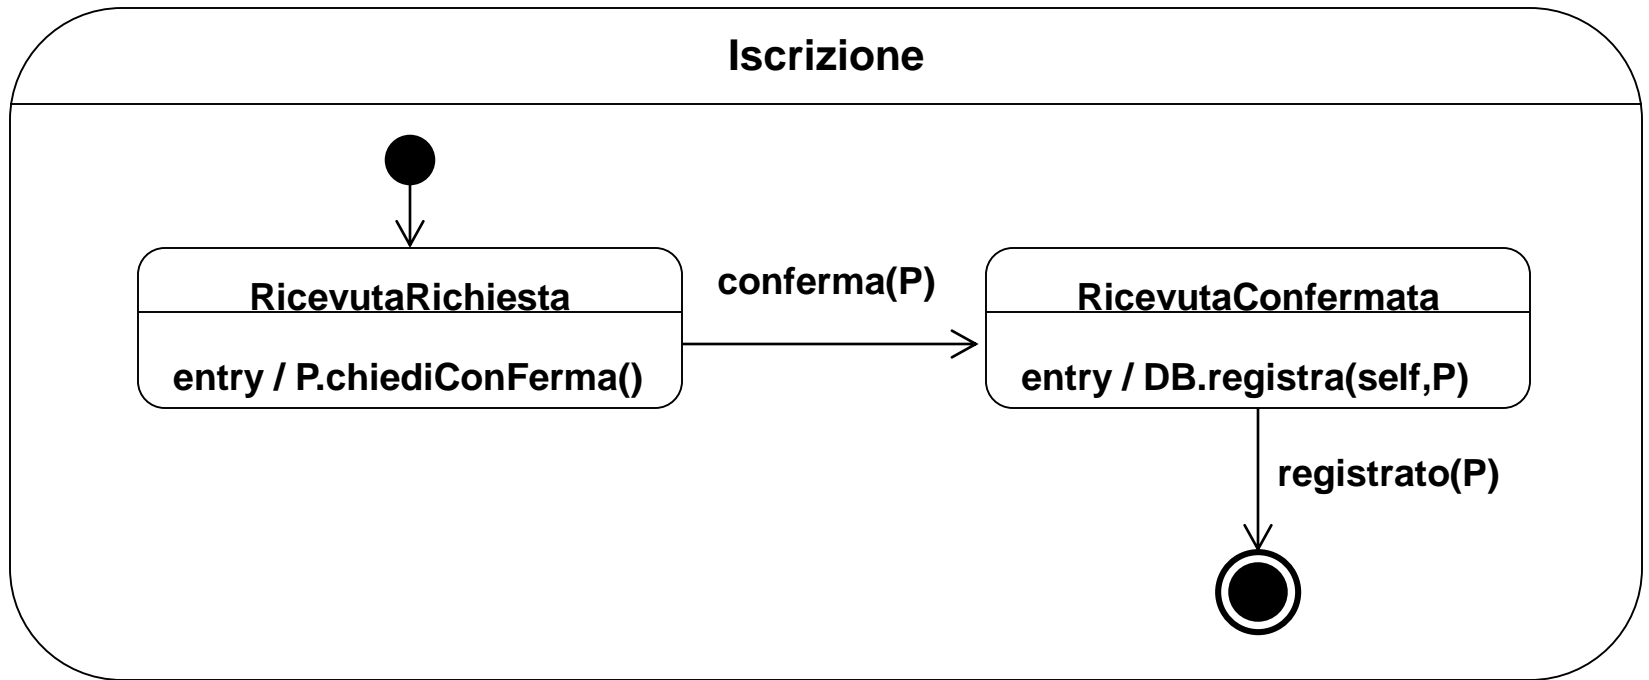 Iscrizione
RicevutaRichiesta
entry / P.chiediConFerma()
conferma(P)
RicevutaConfermata
entry / DB.registra(self,P)
registrato(P)